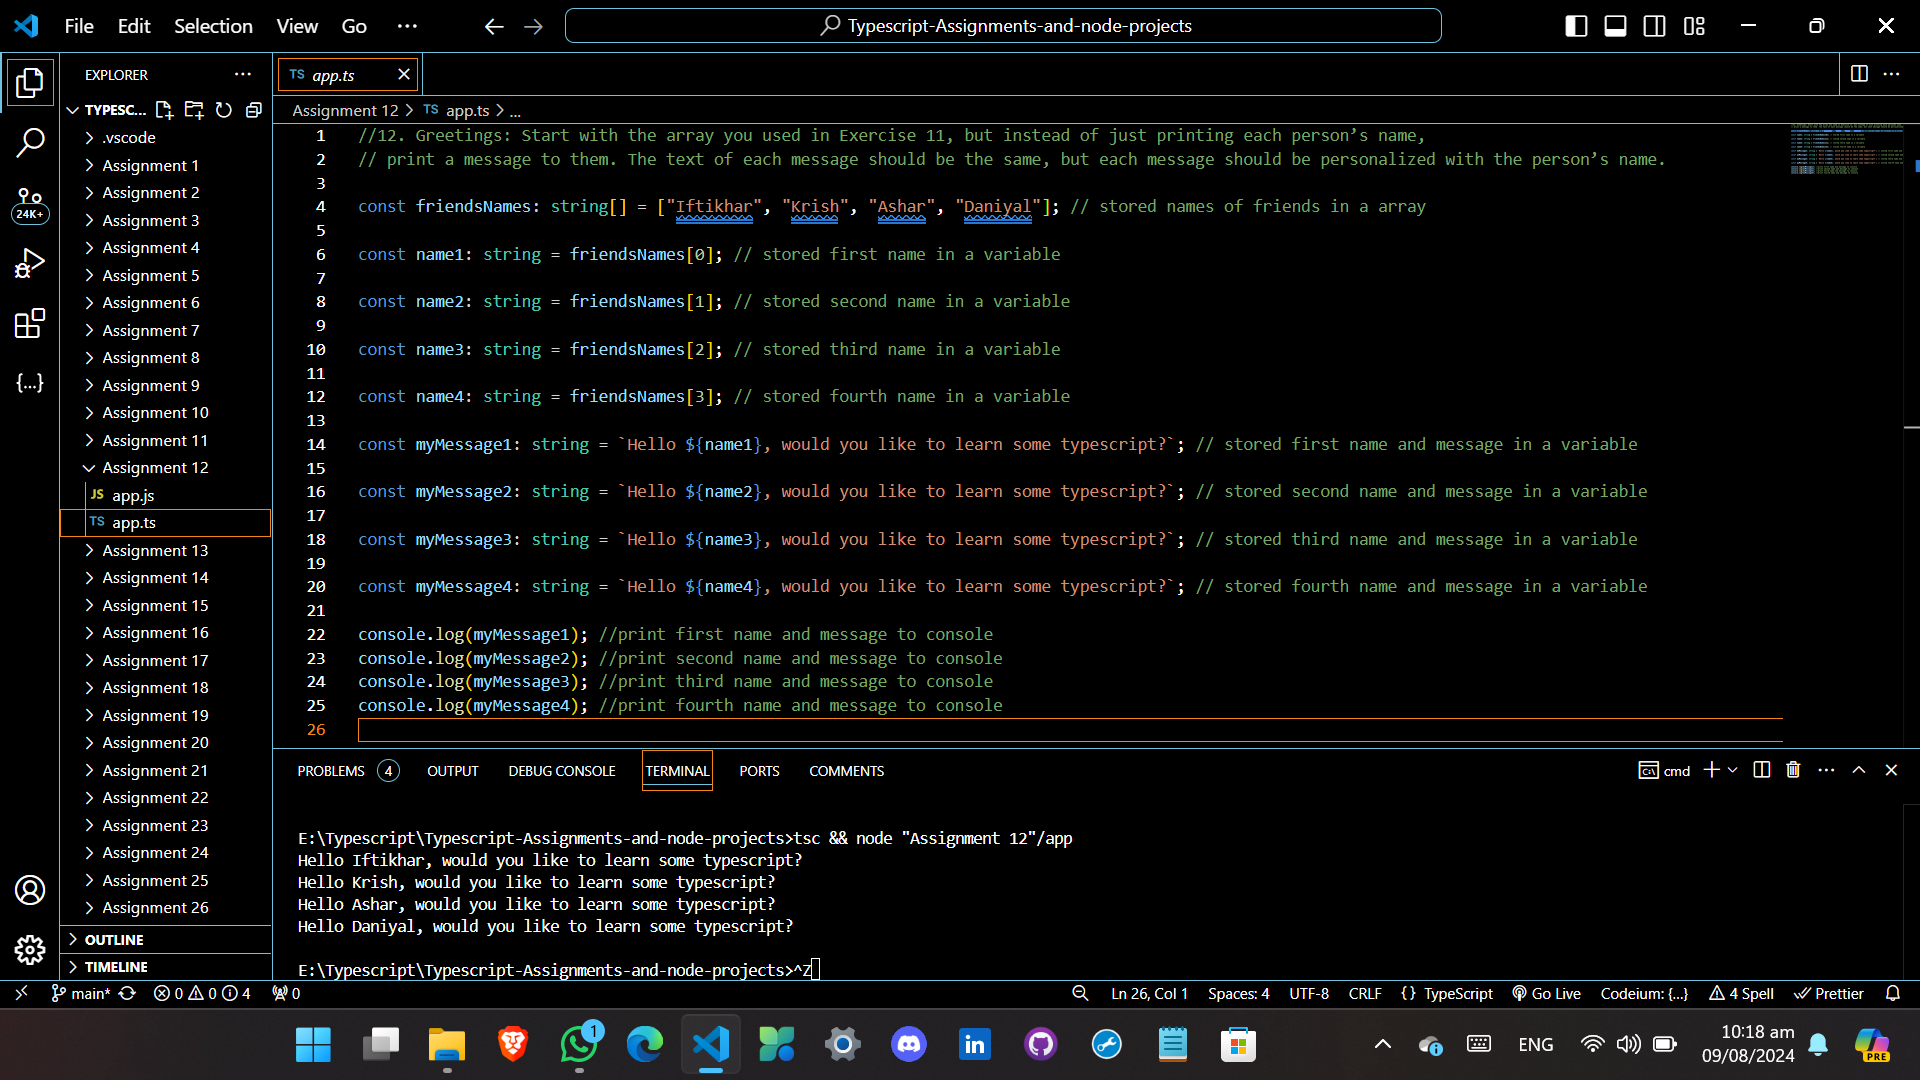 File Edit Selection View Go ···
Typescript-Assignments-and-node-projects
EXPLORER ···
TYPESC...
.vscode
Assignment 1
Assignment 2
Assignment 3
Assignment 4
Assignment 5
Assignment 6
Assignment 7
Assignment 8
Assignment 9
Assignment 10
Assignment 11
Assignment 12
JS app.js
TS app.ts
Assignment 13
Assignment 14
Assignment 15
Assignment 16
Assignment 17
Assignment 18
Assignment 19
Assignment 20
Assignment 21
Assignment 22
Assignment 23
Assignment 24
Assignment 25
Assignment 26
OUTLINE
TIMELINE
24K+
TS app.ts
Assignment 12 > TS app.ts > ...
1 //12. Greetings: Start with the array you used in Exercise 11, but instead of just printing each person’s name,
2 // print a message to them. The text of each message should be the same, but each message should be personalized with the person’s name.
3
4 const friendsNames: string[] = ["Iftikhar", "Krish", "Ashar", "Daniyal"]; // stored names of friends in a array
5
6 const name1: string = friendsNames[0]; // stored first name in a variable
7
8 const name2: string = friendsNames[1]; // stored second name in a variable
9
10 const name3: string = friendsNames[2]; // stored third name in a variable
11
12 const name4: string = friendsNames[3]; // stored fourth name in a variable
13
14 const myMessage1: string = `Hello ${name1}, would you like to learn some typescript?`; // stored first name and message in a variable
15
16 const myMessage2: string = `Hello ${name2}, would you like to learn some typescript?`; // stored second name and message in a variable
17
18 const myMessage3: string = `Hello ${name3}, would you like to learn some typescript?`; // stored third name and message in a variable
19
20 const myMessage4: string = `Hello ${name4}, would you like to learn some typescript?`; // stored fourth name and message in a variable
21
22 console.log(myMessage1); //print first name and message to console
23 console.log(myMessage2); //print second name and message to console
24 console.log(myMessage3); //print third name and message to console
25 console.log(myMessage4); //print fourth name and message to console
26
PROBLEMS 4 OUTPUT DEBUG CONSOLE TERMINAL PORTS COMMENTS
cmd
E:\Typescript\Typescript-Assignments-and-node-projects>tsc && node "Assignment 12"/app
Hello Iftikhar, would you like to learn some typescript?
Hello Krish, would you like to learn some typescript?
Hello Ashar, would you like to learn some typescript?
Hello Daniyal, would you like to learn some typescript?
E:\Typescript\Typescript-Assignments-and-node-projects>^Z
main* 0 0 4 0
Ln 26, Col 1 Spaces: 4 UTF-8 CRLF {} TypeScript Go Live Codeium: {...} 4 Spell Prettier
1
ENG
10:18 am
09/08/2024
PRE